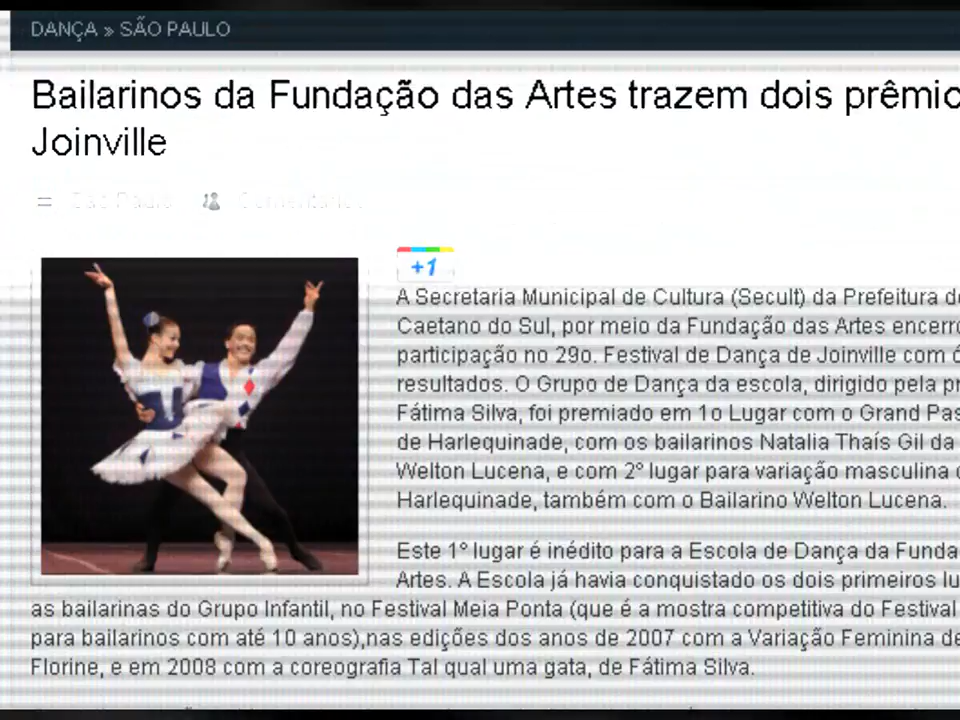 DANÇA » SÃO PAULO
Bailarinos da Fundação das Artes trazem dois prêmio
Joinville
São Paulo Comentários
+1
A Secretaria Municipal de Cultura (Secult) da Prefeitura de
Caetano do Sul, por meio da Fundação das Artes encerro
participação no 29o. Festival de Dança de Joinville com ó
resultados. O Grupo de Dança da escola, dirigido pela pr
Fátima Silva, foi premiado em 1o Lugar com o Grand Pas
de Harlequinade, com os bailarinos Natalia Thaís Gil da
Welton Lucena, e com 2º lugar para variação masculina
Harlequinade, também com o Bailarino Welton Lucena.
Este 1º lugar é inédito para a Escola de Dança da Funda
Artes. A Escola já havia conquistado os dois primeiros lu
as bailarinas do Grupo Infantil, no Festival Meia Ponta (que é a mostra competitiva do Festival
para bailarinos com até 10 anos),nas edições dos anos de 2007 com a Variação Feminina de
Florine, e em 2008 com a coreografia Tal qual uma gata, de Fátima Silva.